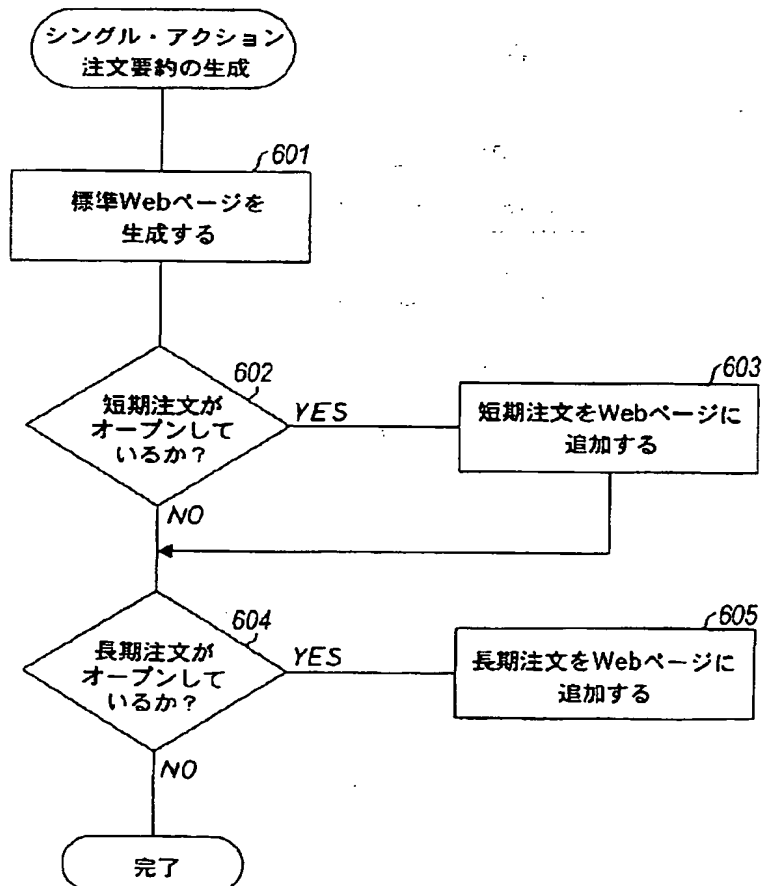 シングル・アクション
注文要約の生成
601
標準Webページを
生成する
602
短期注文が
オープンして
いるか?
YES
603
短期注文をWebページに
追加する
NO
604
長期注文が
オープンして
いるか?
YES
605
長期注文をWebページに
追加する
NO
完了